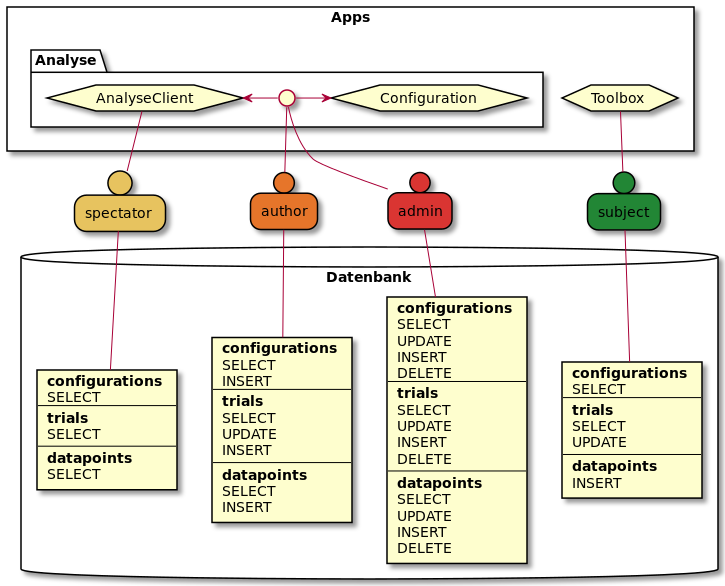 Apps
Analyse
AnalyseClient
Configuration
Toolbox
spectator
author
admin
subject
Datenbank
configurations
SELECT
trials
SELECT
datapoints
SELECT
configurations
SELECT
INSERT
trials
SELECT
UPDATE
INSERT
datapoints
SELECT
INSERT
configurations
SELECT
UPDATE
INSERT
DELETE
trials
SELECT
UPDATE
INSERT
DELETE
datapoints
SELECT
UPDATE
INSERT
DELETE
configurations
SELECT
trials
SELECT
UPDATE
datapoints
INSERT